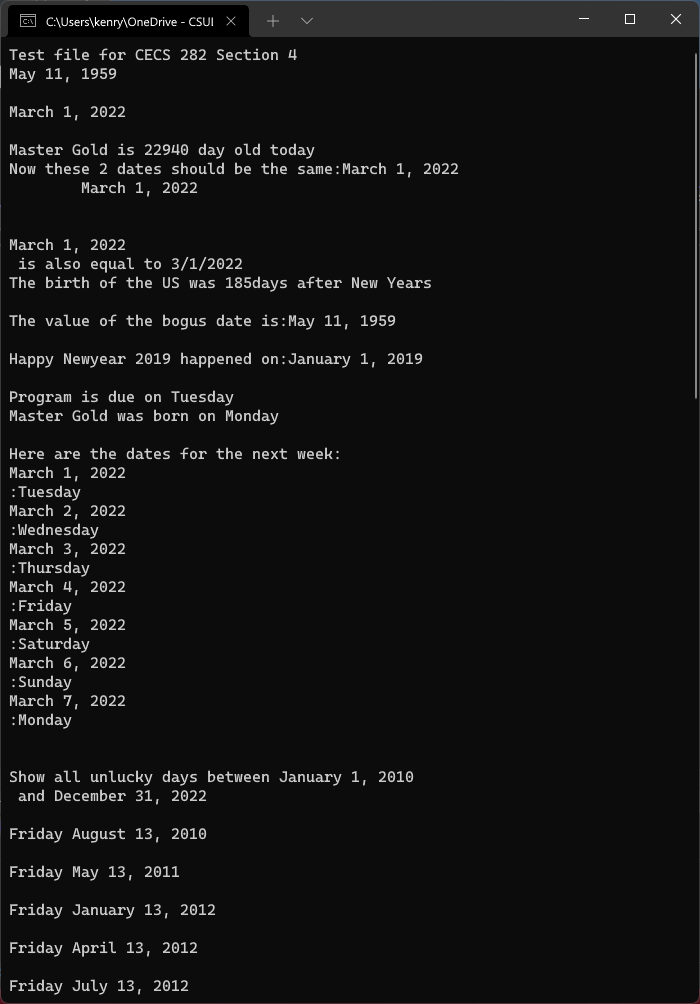 C:\Users\kenry\OneDrive - CSUI
Test file for CECS 282 Section 4
May 11, 1959
March 1, 2022
Master Gold is 22940 day old today
Now these 2 dates should be the same:March 1, 2022
March 1, 2022
March 1, 2022
is also equal to 3/1/2022
The birth of the US was 185days after New Years
The value of the bogus date is:May 11, 1959
Happy Newyear 2019 happened on:January 1, 2019
Program is due on Tuesday
Master Gold was born on Monday
Here are the dates for the next week:
March 1, 2022
:Tuesday
March 2, 2022
:Wednesday
March 3, 2022
:Thursday
March 4, 2022
:Friday
March 5, 2022
:Saturday
March 6, 2022
:Sunday
March 7, 2022
:Monday
Show all unlucky days between January 1, 2010
and December 31, 2022
Friday August 13, 2010
Friday May 13, 2011
Friday January 13, 2012
Friday April 13, 2012
Friday July 13, 2012